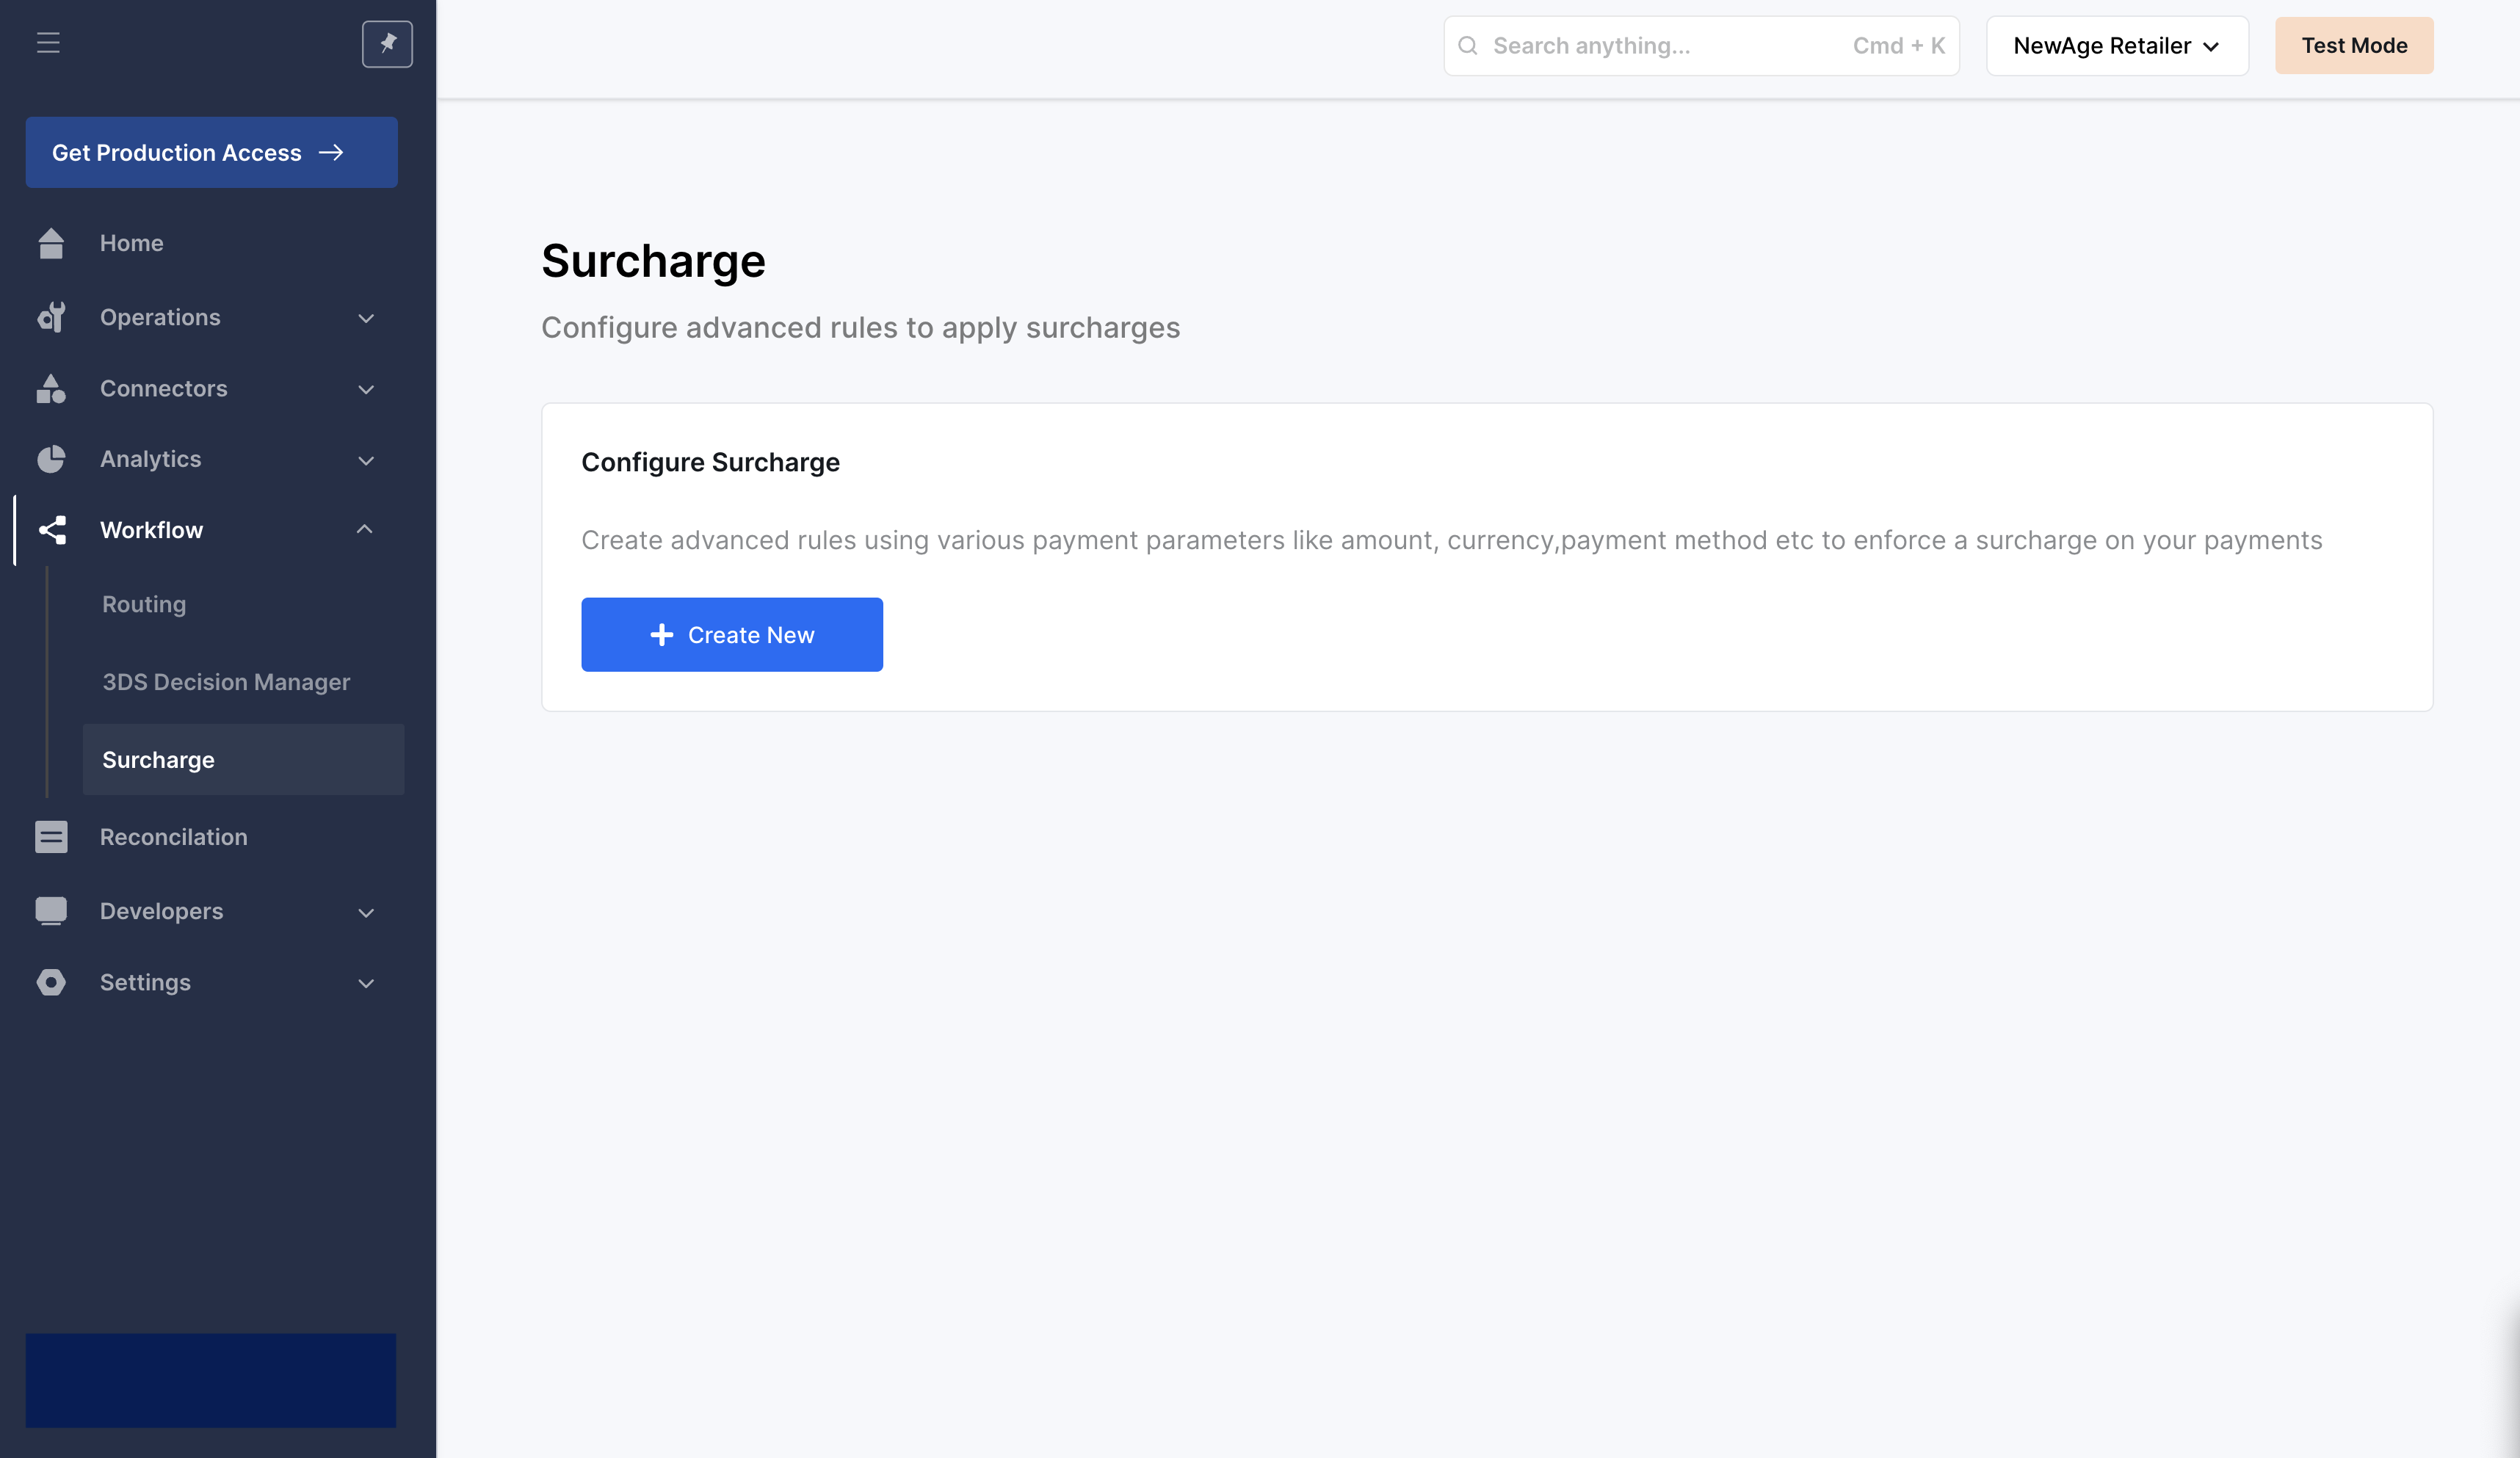 Search anything... Cmd + K
NewAge Retailer
Test Mode
Get Production Access
Home
Operations
Connectors
Analytics
Workflow
Routing
3DS Decision Manager
Surcharge
Reconcilation
Developers
Settings
Surcharge
Configure advanced rules to apply surcharges
Configure Surcharge
Create advanced rules using various payment parameters like amount, currency,payment method etc to enforce a surcharge on your payments
Create New